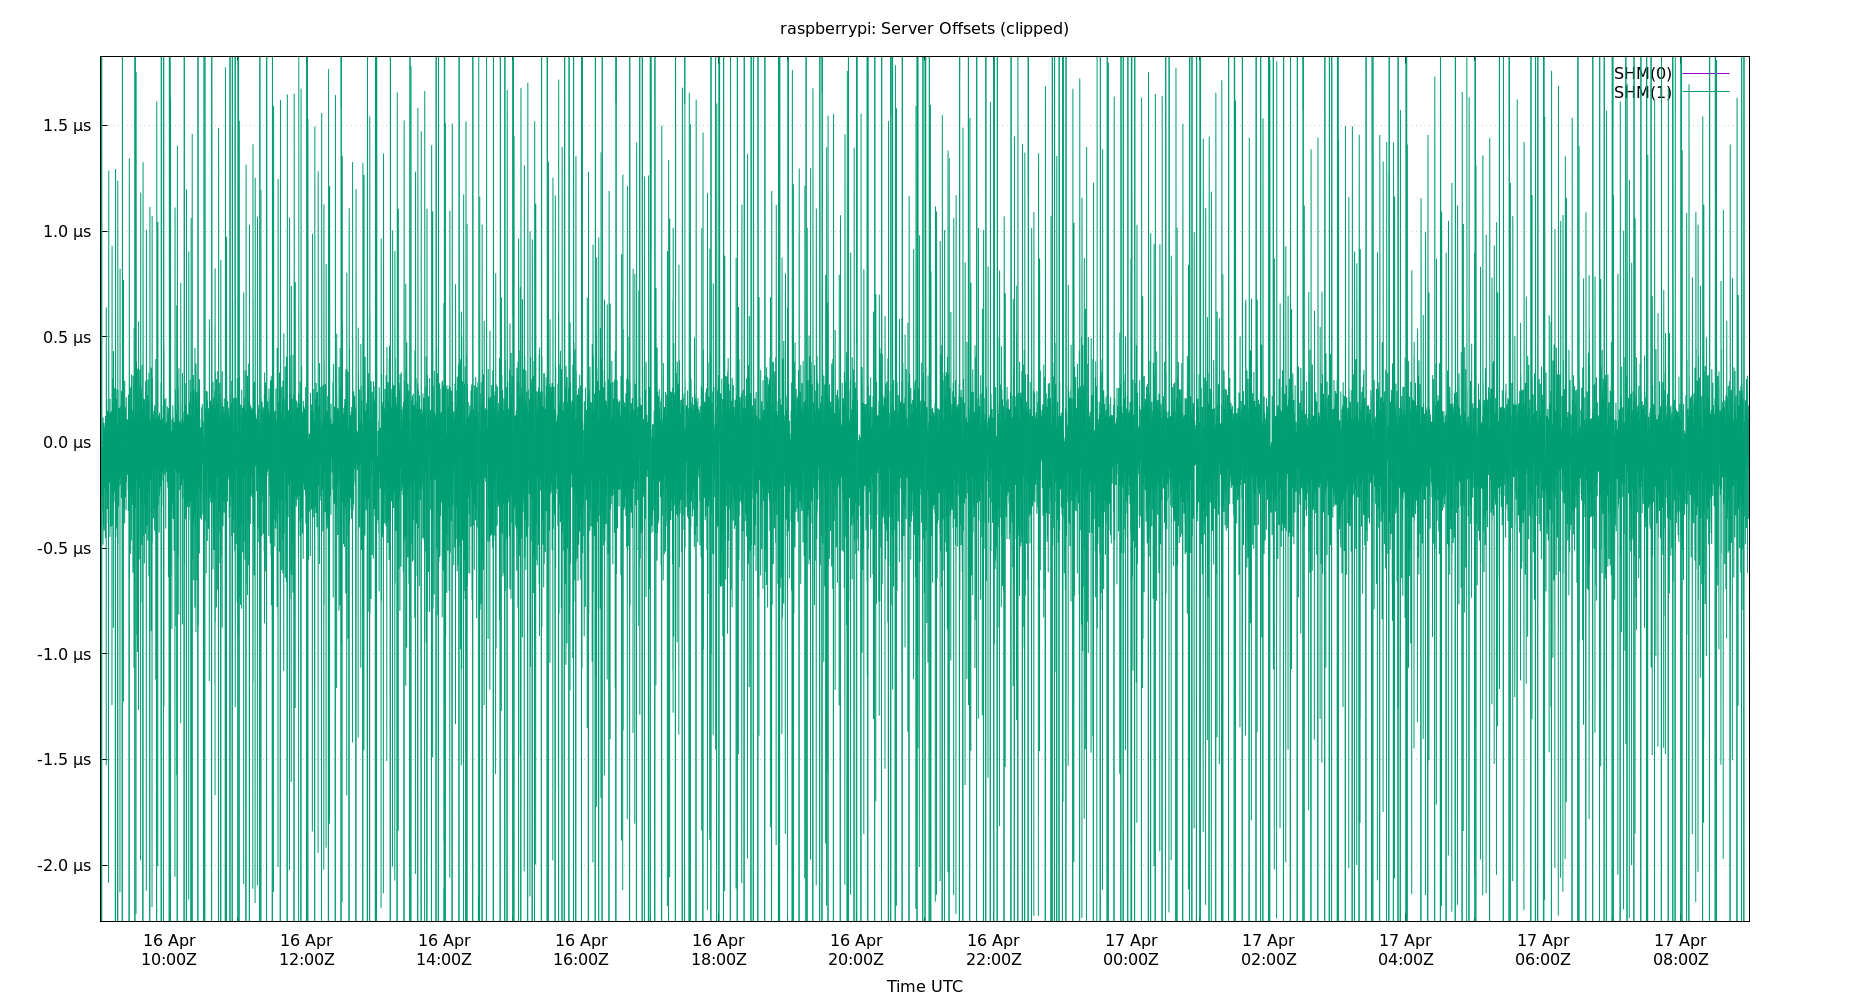 raspberrypi: Server Offsets (clipped)
SHM(0)
SHM(1)
1.5 µs
1.0 µs
0.5 µs
0.0 µs
-0.5 µs
-1.0 µs
-1.5 µs
-2.0 µs
16 Apr 16 Apr 16 Apr 16 Apr 16 Apr 16 Apr 16 Apr 17 Apr 17 Apr 17 Apr 17 Apr 17 Apr
10:00Z 12:00Z 14:00Z 16:00Z 18:00Z 20:00Z 22:00Z 00:00Z 02:00Z 04:00Z 06:00Z 08:00Z
Time UTC